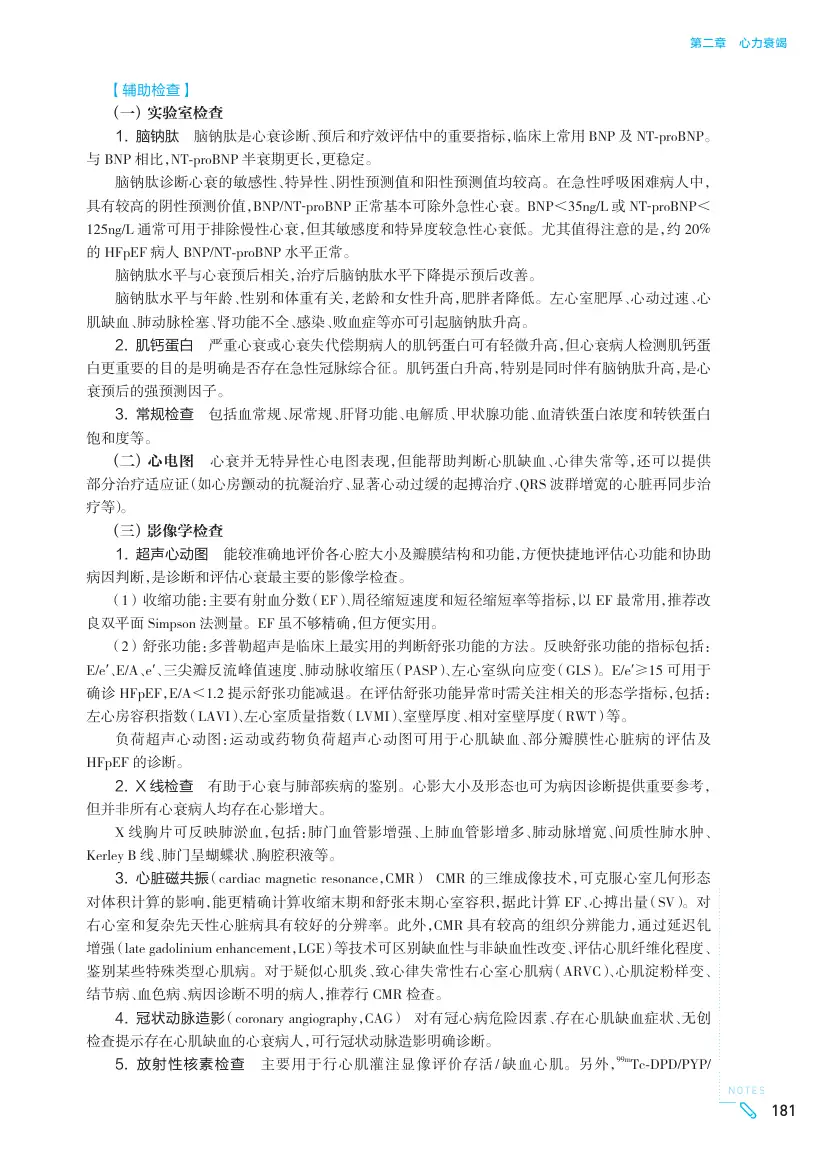 第二章 心力衰竭
【辅助检查】
（一）实验室检查
1. 脑钠肽 脑钠肽是心衰诊断、预后和疗效评估中的重要指标，临床上常用 BNP 及 NT-proBNP。
与 BNP 相比，NT-proBNP 半衰期更长，更稳定。
脑钠肽诊断心衰的敏感性、特异性、阴性预测值和阳性预测值均较高。在急性呼吸困难病人中，
具有较高的阴性预测价值，BNP/NT-proBNP 正常基本可除外急性心衰。BNP＜35ng/L 或 NT-proBNP＜
125ng/L 通常可用于排除慢性心衰，但其敏感度和特异度较急性心衰低。尤其值得注意的是，约 20%
的 HFpEF 病人 BNP/NT-proBNP 水平正常。
脑钠肽水平与心衰预后相关，治疗后脑钠肽水平下降提示预后改善。
脑钠肽水平与年龄、性别和体重有关，老龄和女性升高，肥胖者降低。左心室肥厚、心动过速、心
肌缺血、肺动脉栓塞、肾功能不全、感染、败血症等亦可引起脑钠肽升高。
2. 肌钙蛋白 严重心衰或心衰失代偿期病人的肌钙蛋白可有轻微升高，但心衰病人检测肌钙蛋
白更重要的目的是明确是否存在急性冠脉综合征。肌钙蛋白升高，特别是同时伴有脑钠肽升高，是心
衰预后的强预测因子。
3. 常规检查 包括血常规、尿常规、肝肾功能、电解质、甲状腺功能、血清铁蛋白浓度和转铁蛋白
饱和度等。
（二）心电图 心衰并无特异性心电图表现，但能帮助判断心肌缺血、心律失常等，还可以提供
部分治疗适应证（如心房颤动的抗凝治疗、显著心动过缓的起搏治疗、QRS 波群增宽的心脏再同步治
疗等）。
（三）影像学检查
1. 超声心动图 能较准确地评价各心腔大小及瓣膜结构和功能，方便快捷地评估心功能和协助
病因判断，是诊断和评估心衰最主要的影像学检查。
（1）收缩功能：主要有射血分数（EF）、周径缩短速度和短径缩短率等指标，以 EF 最常用，推荐改
良双平面 Simpson 法测量。EF 虽不够精确，但方便实用。
（2）舒张功能：多普勒超声是临床上最实用的判断舒张功能的方法。反映舒张功能的指标包括：
E/e′、E/A、e′、三尖瓣反流峰值速度、肺动脉收缩压（PASP）、左心室纵向应变（GLS）。E/e′≥15 可用于
确诊 HFpEF，E/A＜1.2 提示舒张功能减退。在评估舒张功能异常时需关注相关的形态学指标，包括：
左心房容积指数（LAVI）、左心室质量指数（LVMI）、室壁厚度、相对室壁厚度（RWT）等。
负荷超声心动图：运动或药物负荷超声心动图可用于心肌缺血、部分瓣膜性心脏病的评估及
HFpEF 的诊断。
2. X 线检查 有助于心衰与肺部疾病的鉴别。心影大小及形态也可为病因诊断提供重要参考，
但并非所有心衰病人均存在心影增大。
X 线胸片可反映肺淤血，包括：肺门血管影增强、上肺血管影增多、肺动脉增宽、间质性肺水肿、
Kerley B 线、肺门呈蝴蝶状、胸腔积液等。
3. 心脏磁共振（cardiac magnetic resonance，CMR） CMR 的三维成像技术，可克服心室几何形态
对体积计算的影响，能更精确计算收缩末期和舒张末期心室容积，据此计算 EF、心搏出量（SV）。对
右心室和复杂先天性心脏病具有较好的分辨率。此外，CMR 具有较高的组织分辨能力，通过延迟钆
增强（late gadolinium enhancement，LGE）等技术可区别缺血性与非缺血性改变、评估心肌纤维化程度、
鉴别某些特殊类型心肌病。对于疑似心肌炎、致心律失常性右心室心肌病（ARVC）、心肌淀粉样变、
结节病、血色病、病因诊断不明的病人，推荐行 CMR 检查。
4. 冠状动脉造影（coronary angiography，CAG） 对有冠心病危险因素、存在心肌缺血症状、无创
检查提示存在心肌缺血的心衰病人，可行冠状动脉造影明确诊断。
5. 放射性核素检查 主要用于行心肌灌注显像评价存活/缺血心肌。另外，⁹⁹ᵐTc-DPD/PYP/
NOTES
181